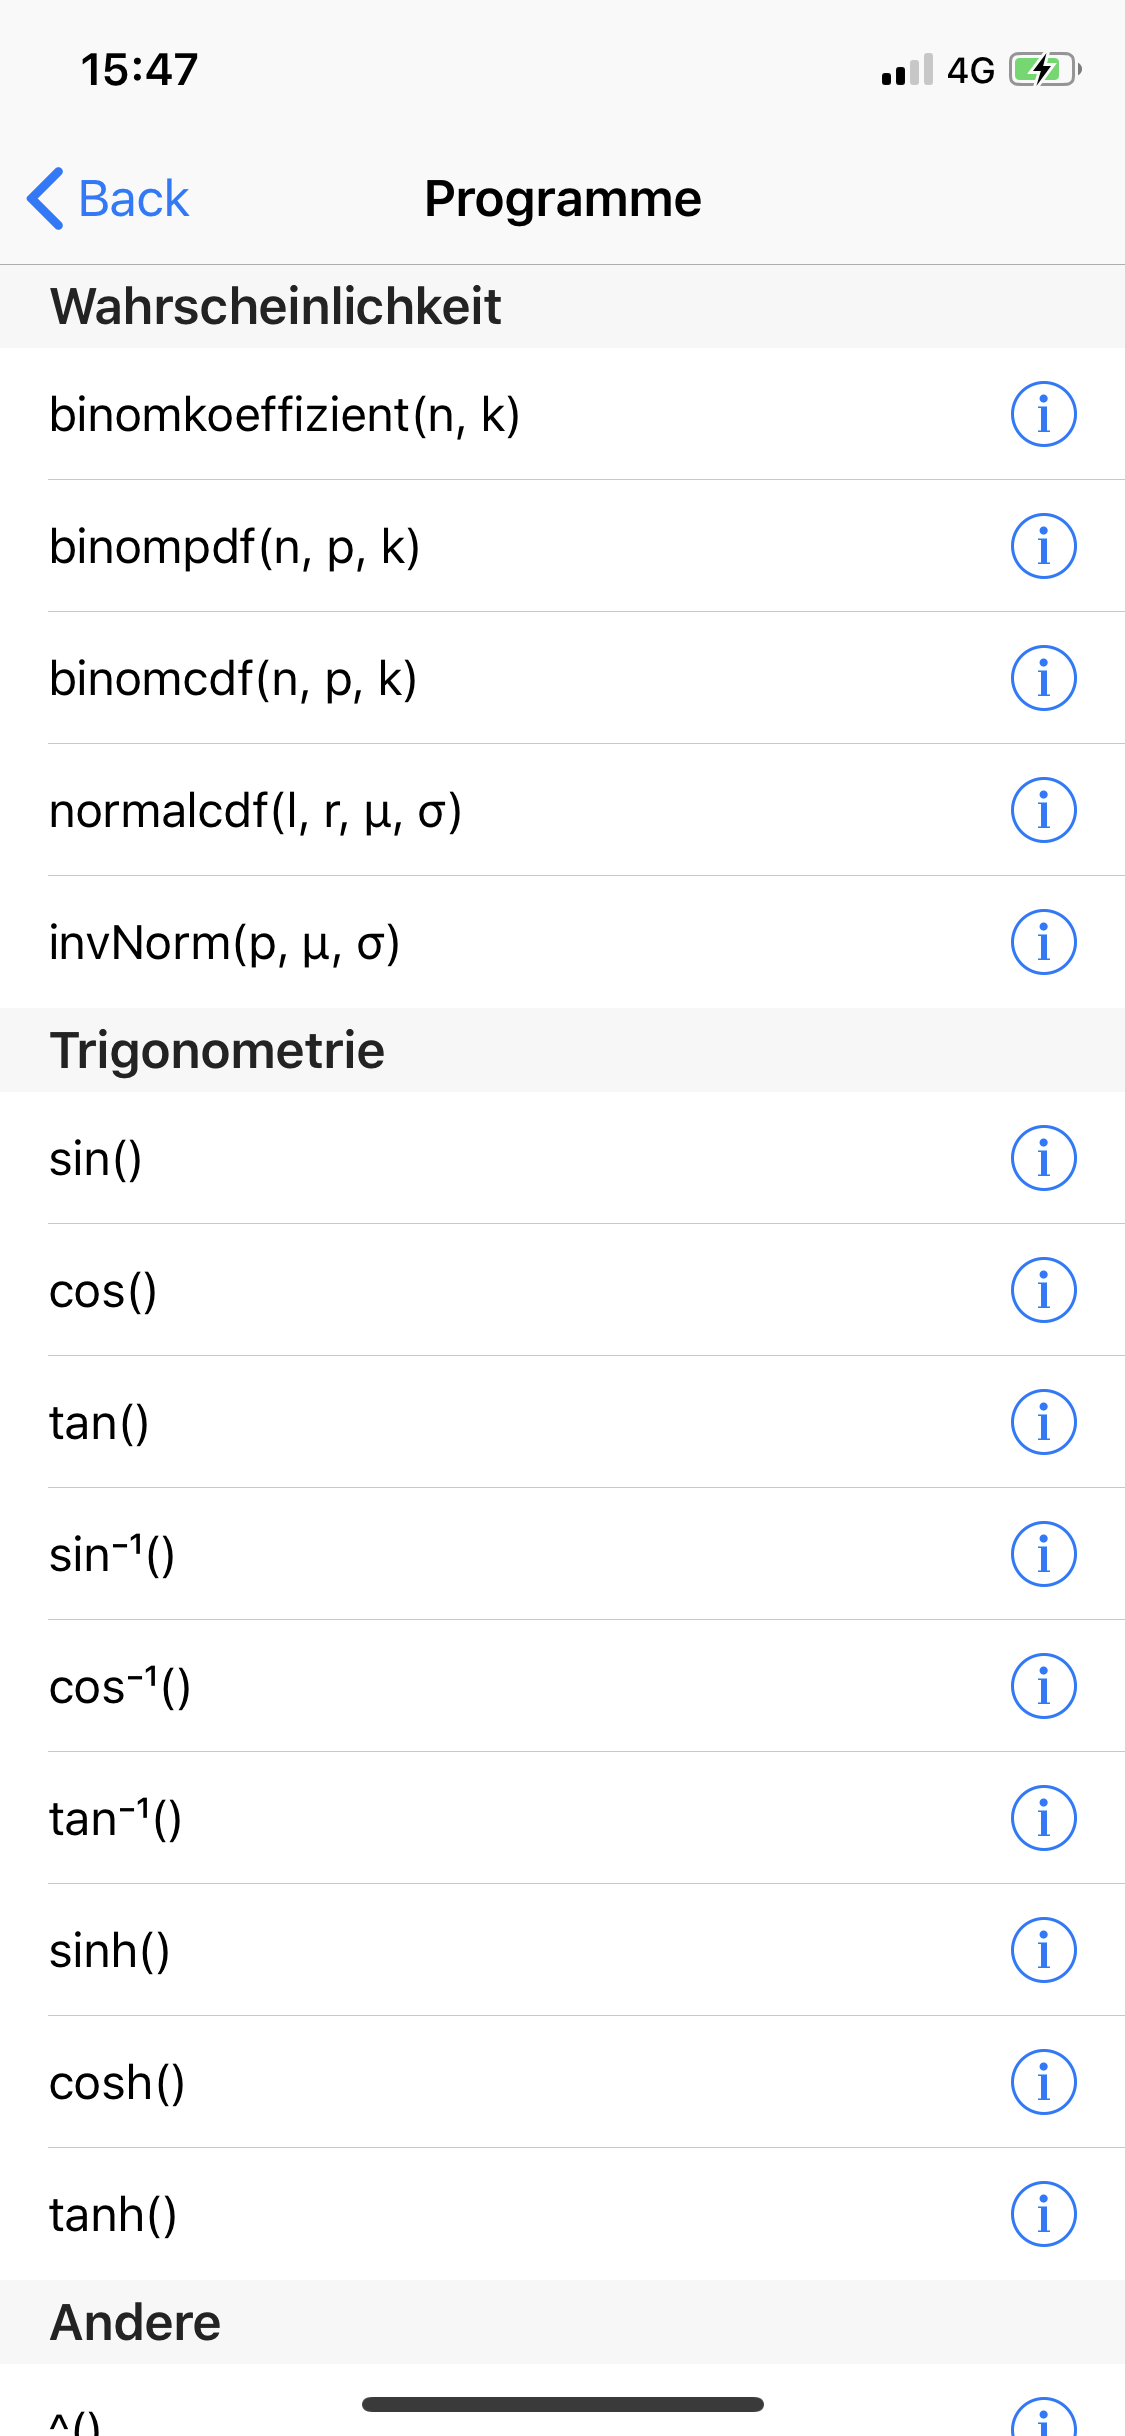 15:47
4G
Back
Programme
Wahrscheinlichkeit
binomkoeffizient(n, k)
binompdf(n, p, k)
binomcdf(n, p, k)
normalcdf(l, r, μ, σ)
invNorm(p, μ, σ)
Trigonometrie
sin()
cos()
tan()
sin⁻¹()
cos⁻¹()
tan⁻¹()
sinh()
cosh()
tanh()
Andere
^()